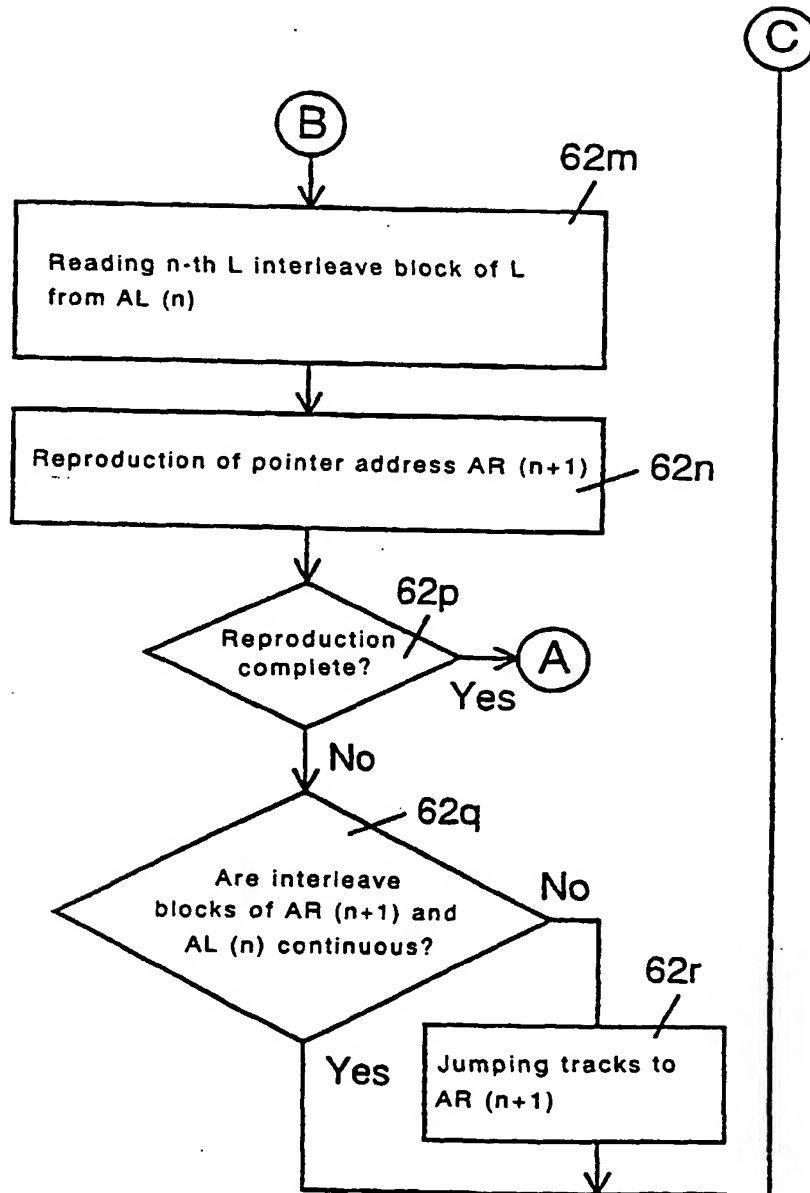 C
B
62m
Reading n-th L interleave block of L
from AL (n)
Reproduction of pointer address AR (n+1)
62n
62p
Reproduction
complete?
A
Yes
No
62q
Are interleave
blocks of AR (n+1) and
AL (n) continuous?
No
62r
Yes
Jumping tracks to
AR (n+1)